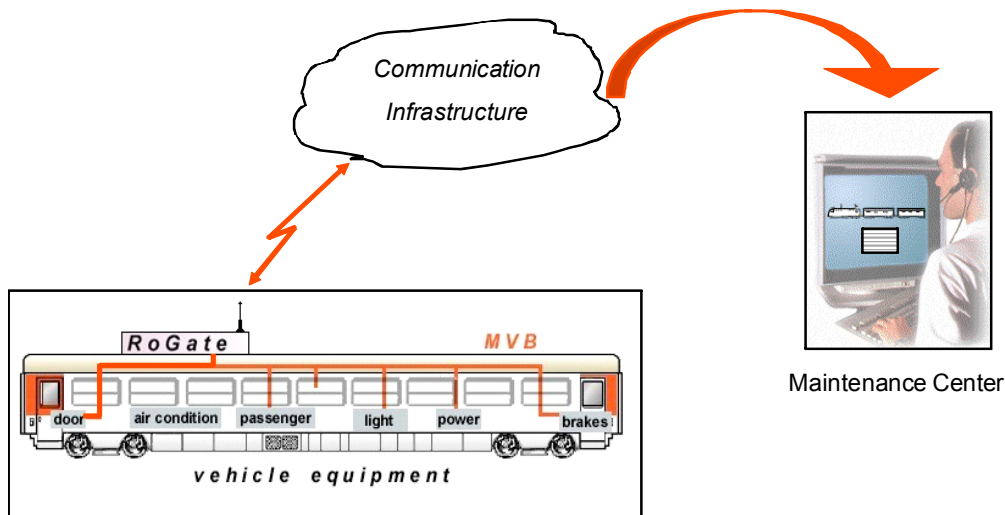 Communication
Infrastructure
RoGate
MVB
door
air condition
passenger
light
power
brakes
vehicle equipment
Maintenance Center